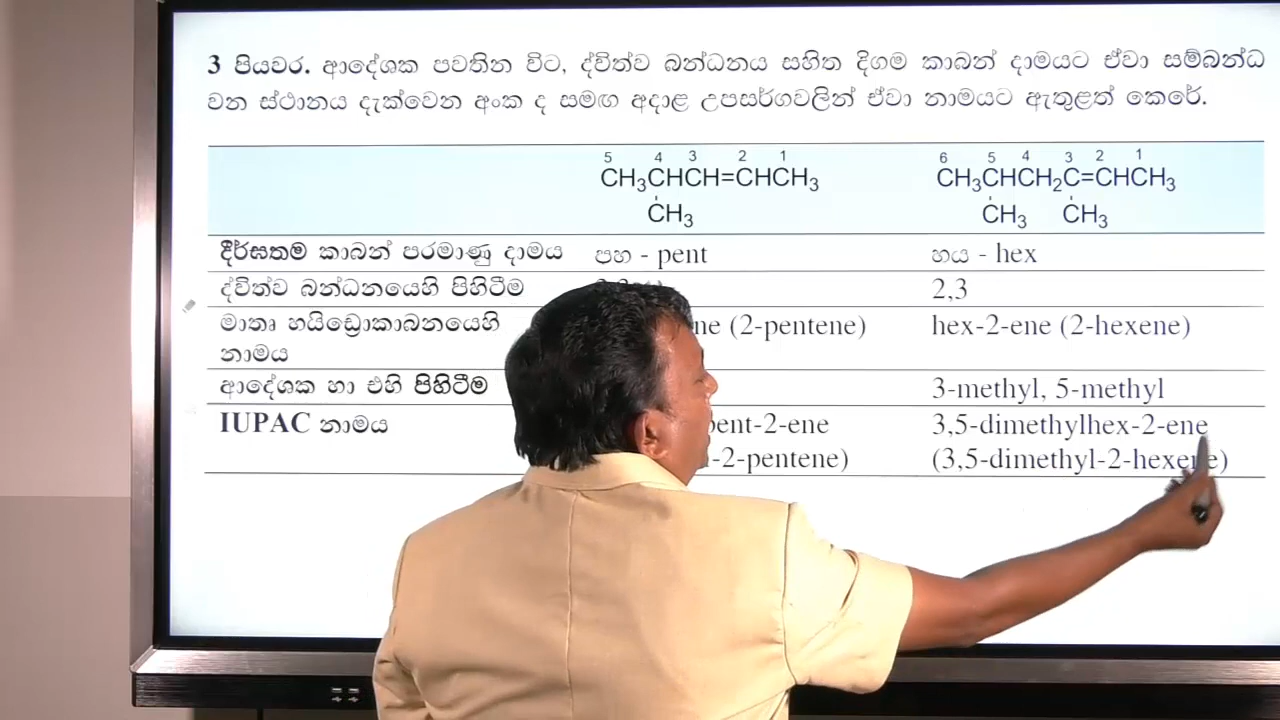 3 පියවර. ආදේශක පවතින විට, ද්විත්ව බන්ධනය සහිත දිගම කාබන් දාමයට ඒවා සම්බන්ධ
වන ස්ථානය දැක්වෙන අංක ද සමඟ අදාළ උපසර්ගවලින් ඒවා නාමයට ඇතුළත් කෙරේ.
5 4 3 2 1 6 5 4 3 2 1
CH3CHCH=CHCH3 CH3CHCH2C=CHCH3
CH3 CH3 CH3
දීර්ඝතම කාබන් පරමාණු දාමය පහ - pent හය - hex
ද්විත්ව බන්ධනයෙහි පිහිටීම 2,3
මාතෘ හයිඩ්‍රොකාබනයෙහි ne (2-pentene) hex-2-ene (2-hexene)
නාමය
ආදේශක හා එහි පිහිටීම 3-methyl, 5-methyl
IUPAC නාමය pent-2-ene 3,5-dimethylhex-2-ene
-2-pentene) (3,5-dimethyl-2-hexene)